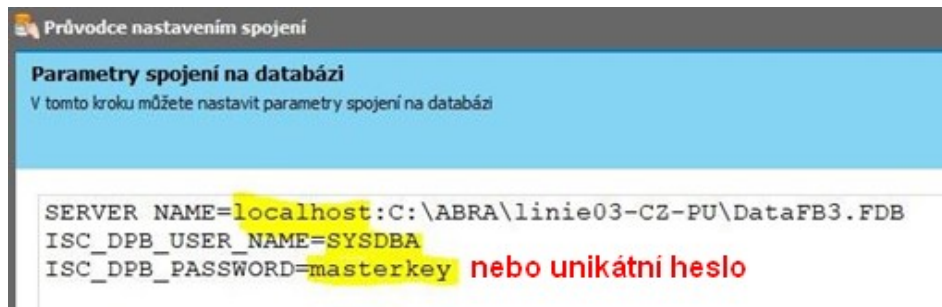 Průvodce nastavením spojení
Parametry spojení na databázi
V tomto kroku můžete nastavit parametry spojení na databázi
SERVER NAME=localhost:C:\ABRA\linie03-CZ-PU\DataFB3.FDB
ISC_DPB_USER_NAME=SYSDBA
ISC_DPB_PASSWORD=masterkey nebo unikátní heslo